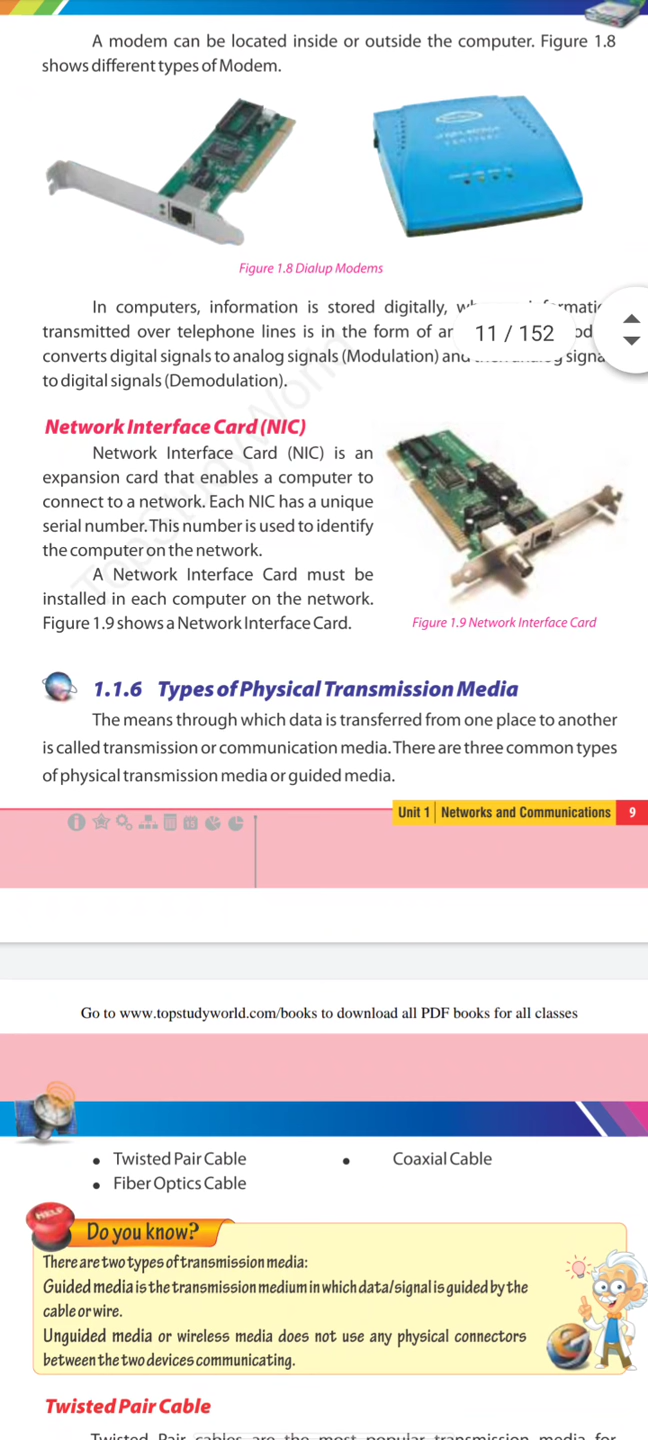 A modem can be located inside or outside the computer. Figure 1.8
shows different types of Modem.
Figure 1.8 Dialup Modems
In computers, information is stored digitally,
transmitted over telephone lines is in the form of
11 / 152
converts digital signals to analog signals (Modulation) and
to digital signals (Demodulation).
Network Interface Card (NIC)
Network Interface Card (NIC) is an
expansion card that enables a computer to
connect to a network. Each NIC has a unique
serial number. This number is used to identify
the computer on the network.
A Network Interface Card must be
installed in each computer on the network.
Figure 1.9 shows a Network Interface Card.
Figure 1.9 Network Interface Card
1.1.6 Types of Physical Transmission Media
The means through which data is transferred from one place to another
is called transmission or communication media. There are three common types
of physical transmission media or guided media.
Unit 1 Networks and Communications 9
15
Go to www.topstudyworld.com/books to download all PDF books for all classes
• Twisted Pair Cable • Coaxial Cable
• Fiber Optics Cable
HELP
Do you know?
There are two types of transmission media:
Guided media is the transmission medium in which data/signal is guided by the
cable or wire.
Unguided media or wireless media does not use any physical connectors
between the two devices communicating.
Twisted Pair Cable
Twisted Pair cables are the most popular transmission media for